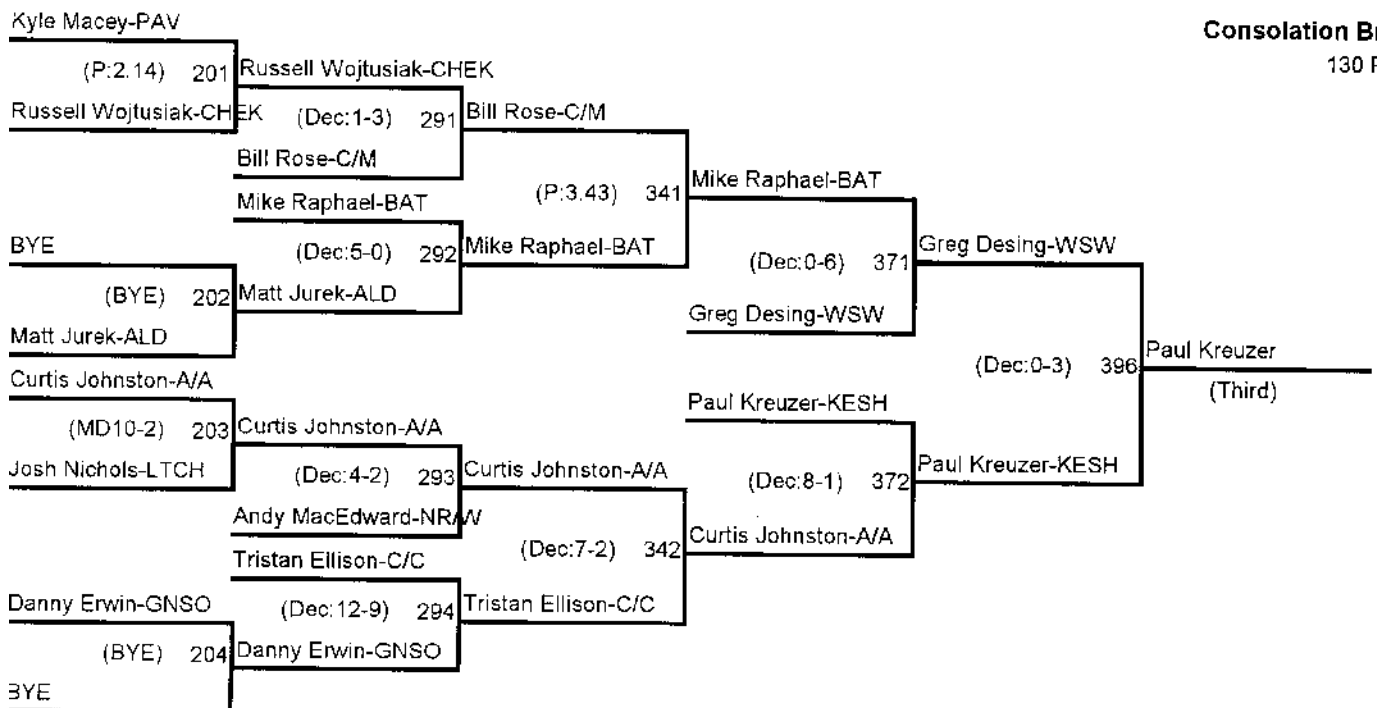 Kyle Macey-PAV
Consolation Br
130 P
(P:2.14) 201 Russell Wojtusiak-CHEK
Russell Wojtusiak-CHEK (Dec:1-3) 291 Bill Rose-C/M
Bill Rose-C/M
(P:3.43) 341 Mike Raphael-BAT
Mike Raphael-BAT
BYE (Dec:5-0) 292 Mike Raphael-BAT
(Dec:0-6) 371 Greg Desing-WSW
(BYE) 202 Matt Jurek-ALD
Greg Desing-WSW
Matt Jurek-ALD
(Dec:0-3) 396 Paul Kreuzer
(Third)
Curtis Johnston-A/A
Paul Kreuzer-KESH
(MD10-2) 203 Curtis Johnston-A/A
Josh Nichols-LTCH (Dec:4-2) 293 Curtis Johnston-A/A
(Dec:8-1) 372 Paul Kreuzer-KESH
Andy MacEdward-NR/W
(Dec:7-2) 342 Curtis Johnston-A/A
Tristan Ellison-C/C
Danny Erwin-GNSO (Dec:12-9) 294 Tristan Ellison-C/C
(BYE) 204 Danny Erwin-GNSO
BYE